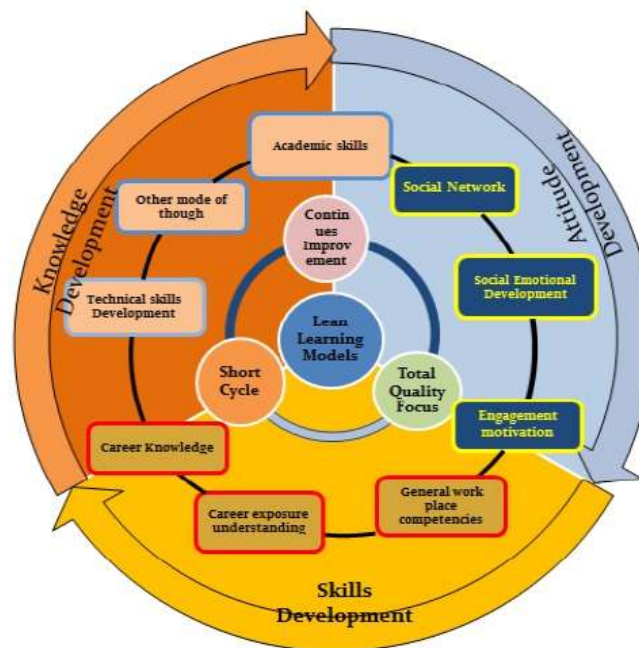 Knowledge
Development
Attitude
Development
Academic skills
Other mode of
though
Technical skills
Development
Social Network
Social Emotional
Development
Engagement
motivation
Contin
ues Improv
ement
Lean
Learning
Models
Short
Cycle
Total
Quality
Focus
Career Knowledge
Career exposure
understanding
General work
place
competencies
Skills
Development